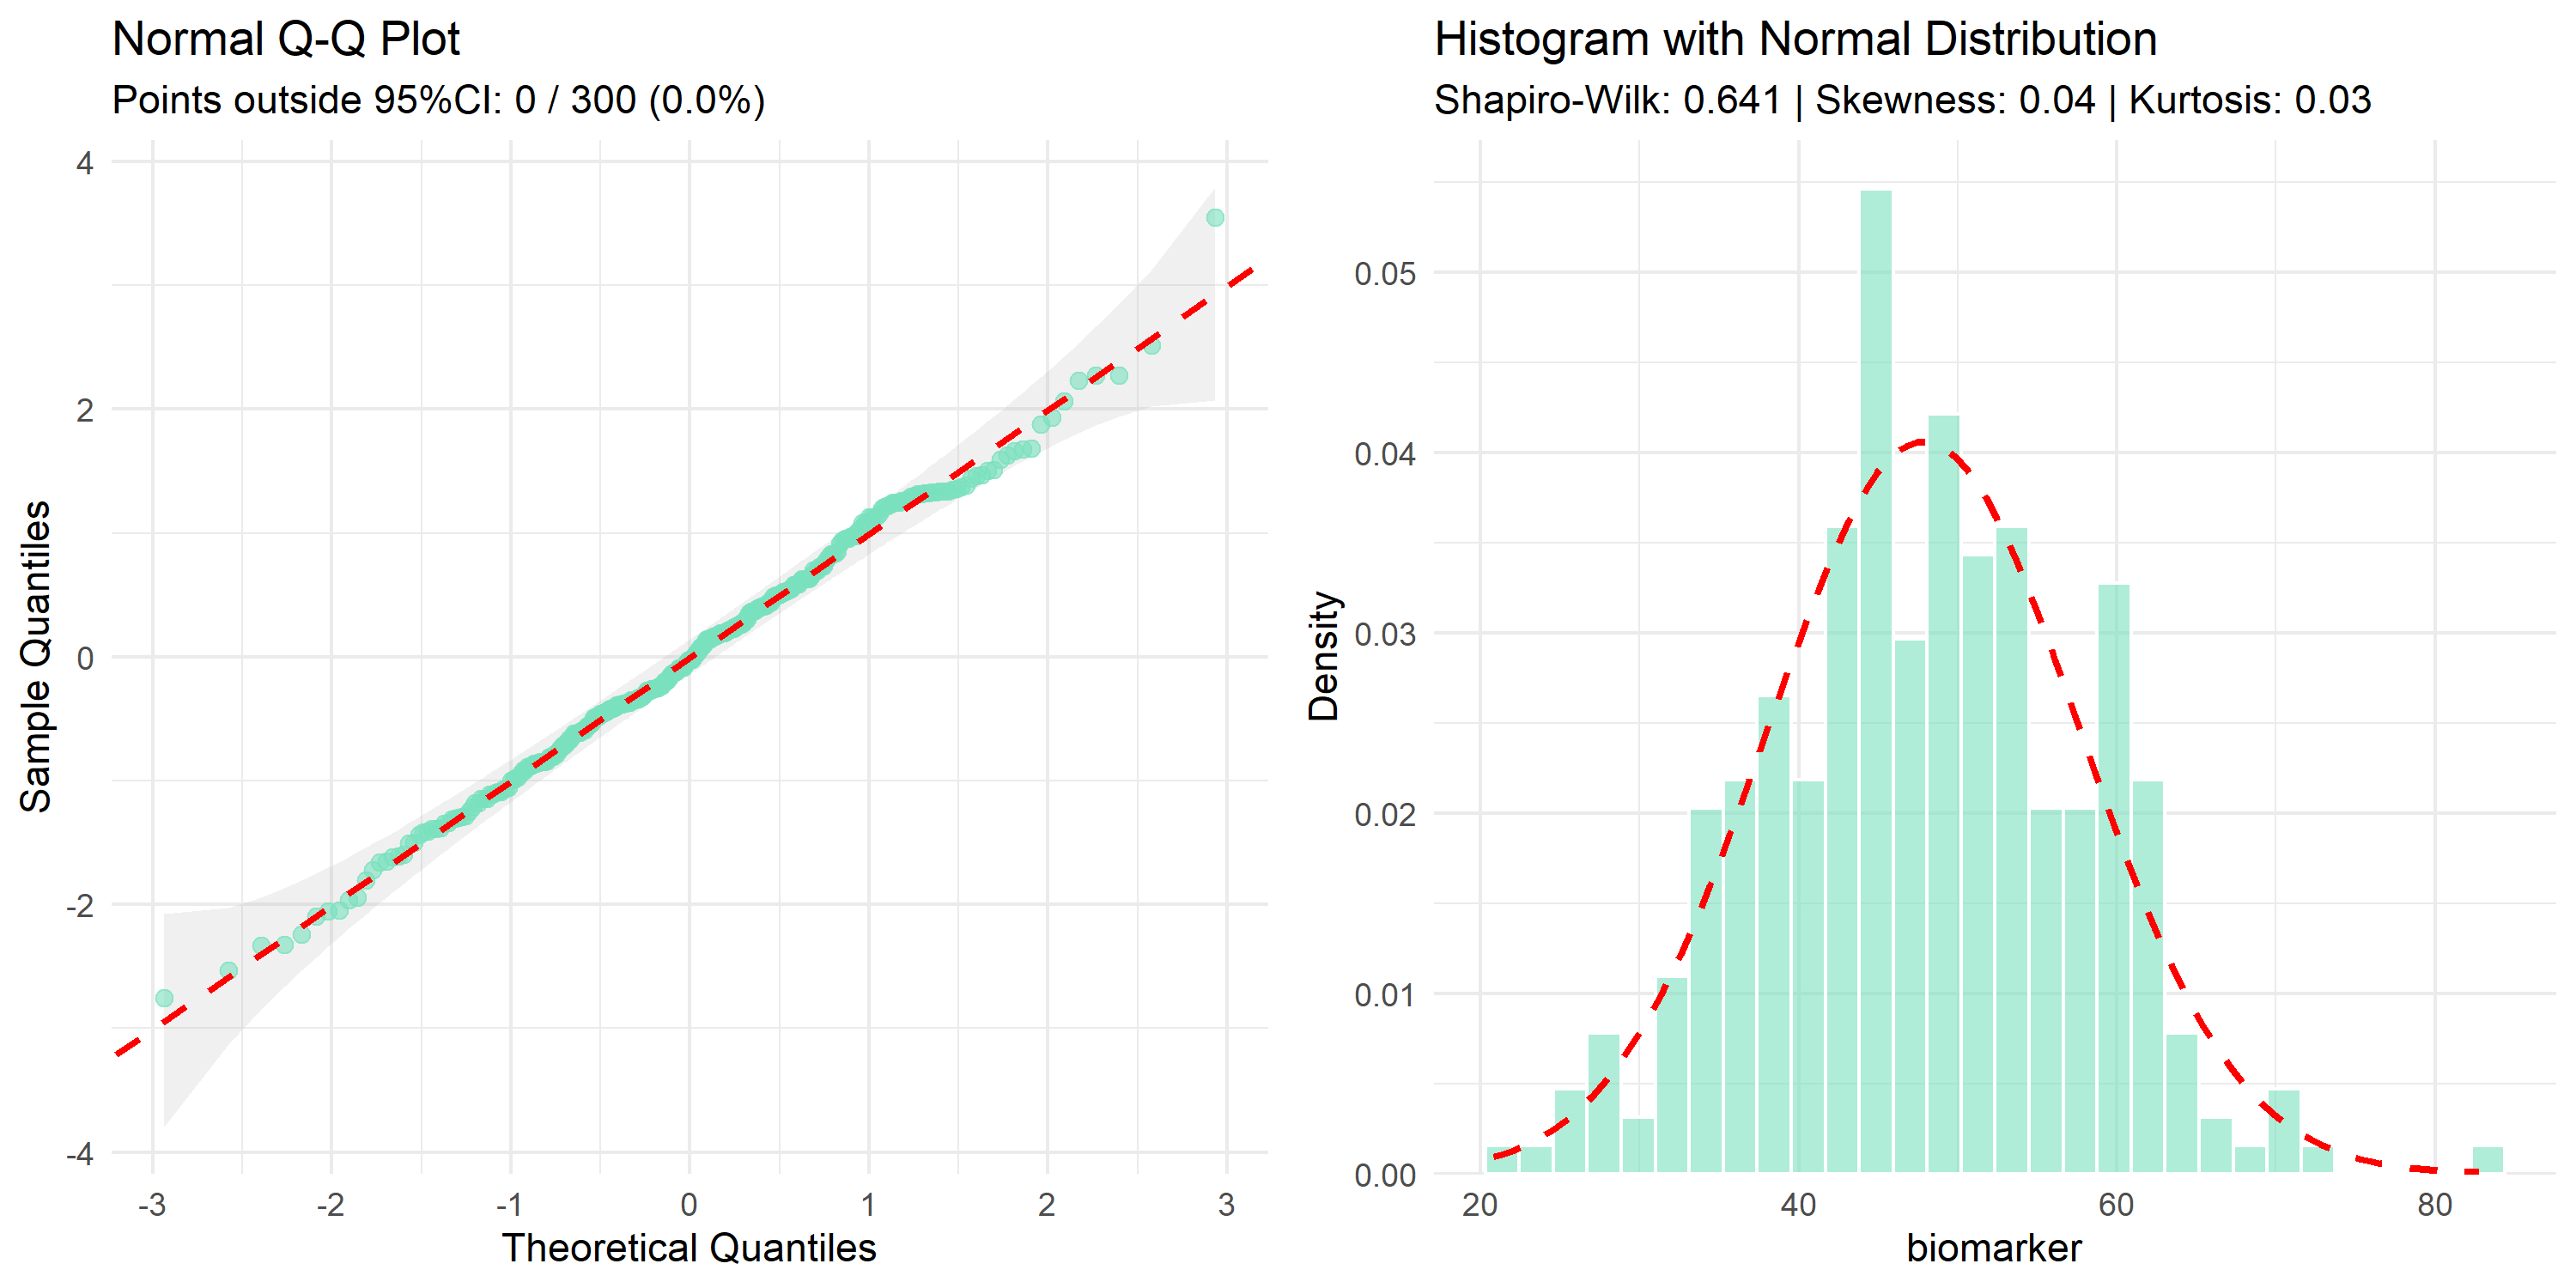 Normal Q-Q Plot
Points outside 95%CI: 0 / 300 (0.0%)
4
2
0
-2
-4
Sample Quantiles
-3 -2 -1 0 1 2 3
Theoretical Quantiles
Histogram with Normal Distribution
Shapiro-Wilk: 0.641 | Skewness: 0.04 | Kurtosis: 0.03
0.05
0.04
0.03
0.02
0.01
0.00
Density
20 40 60 80
biomarker